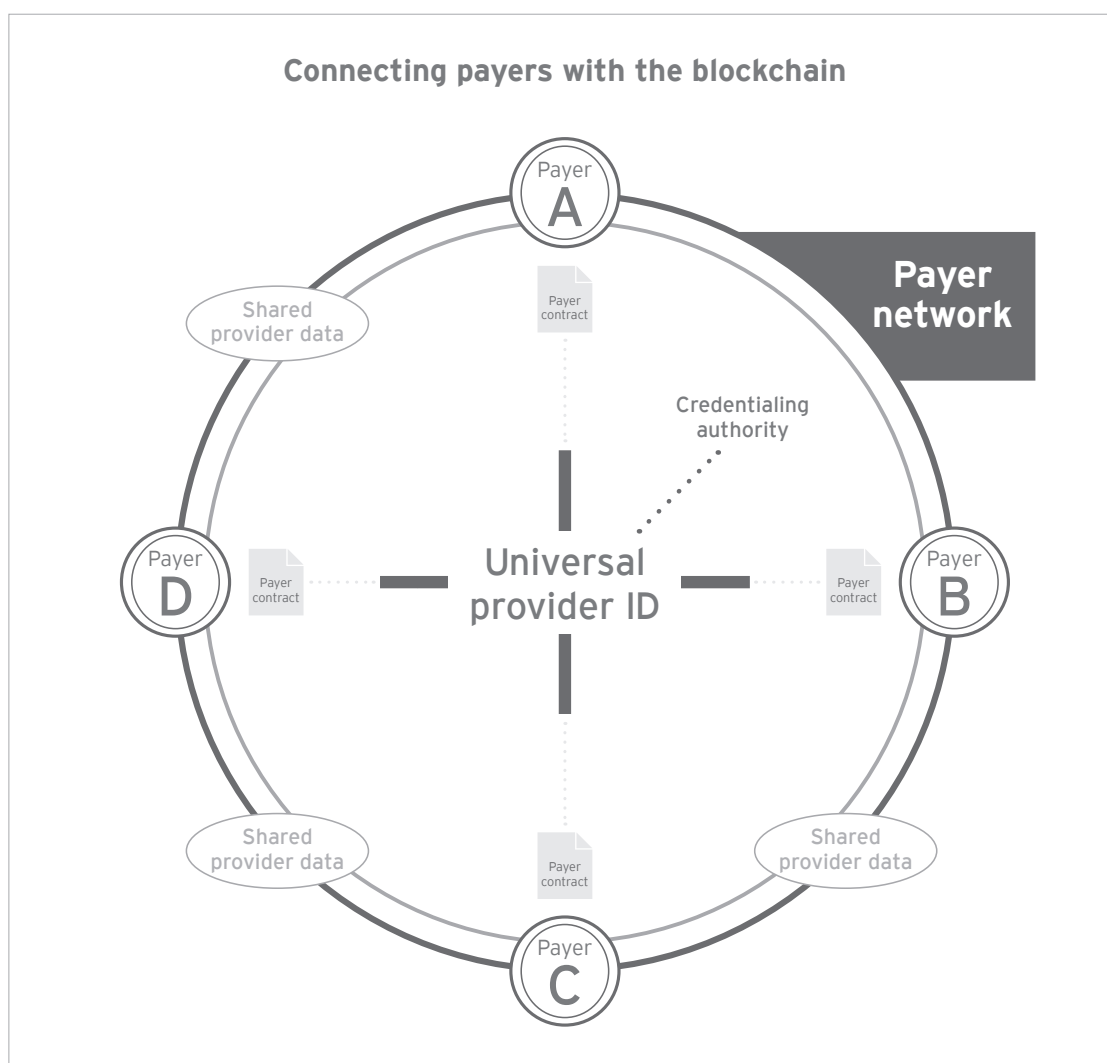 Connecting payers with the blockchain
Payer
A
Payer
contract
Payer
network
Shared
provider data
Credentialing
authority
Payer
D
Payer
contract
Universal
provider ID
Payer
contract
Payer
B
Shared
provider data
Payer
contract
Shared
provider data
Payer
C